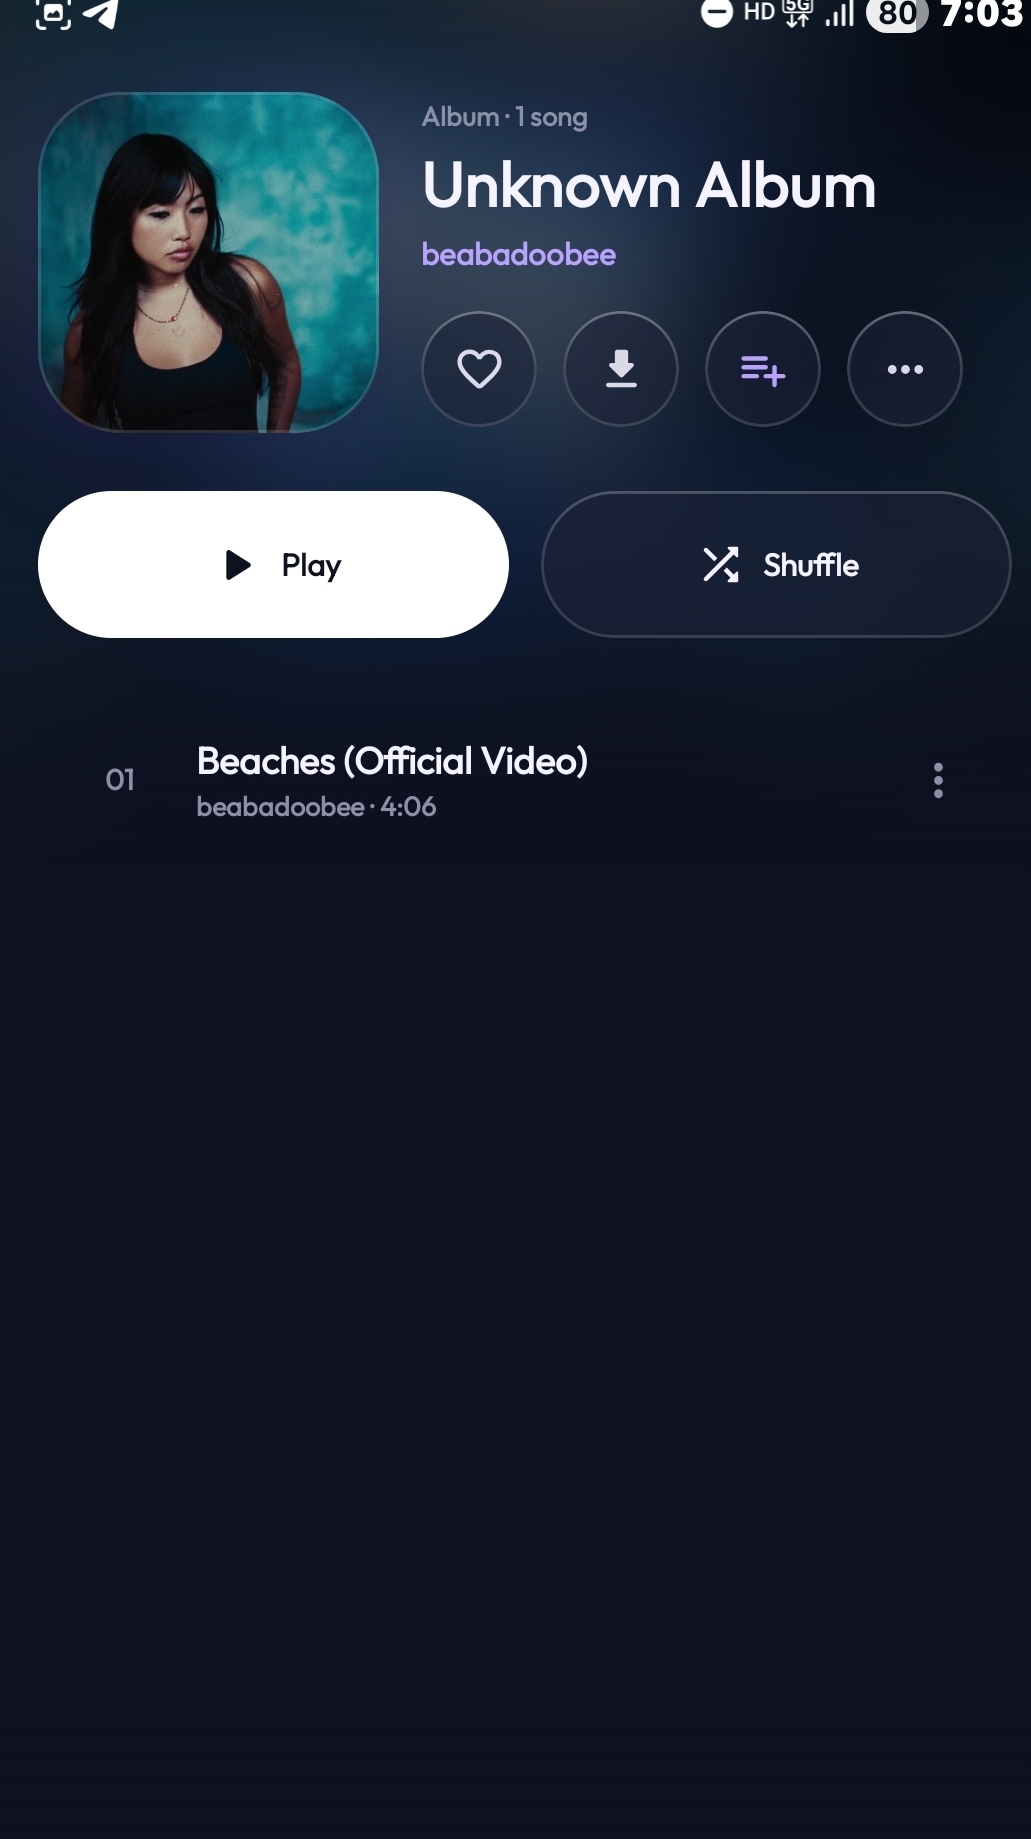 HD 5G 80 7:03
Album · 1 song
Unknown Album
beabadoobee
Play
Shuffle
01
Beaches (Official Video)
beabadoobee · 4:06